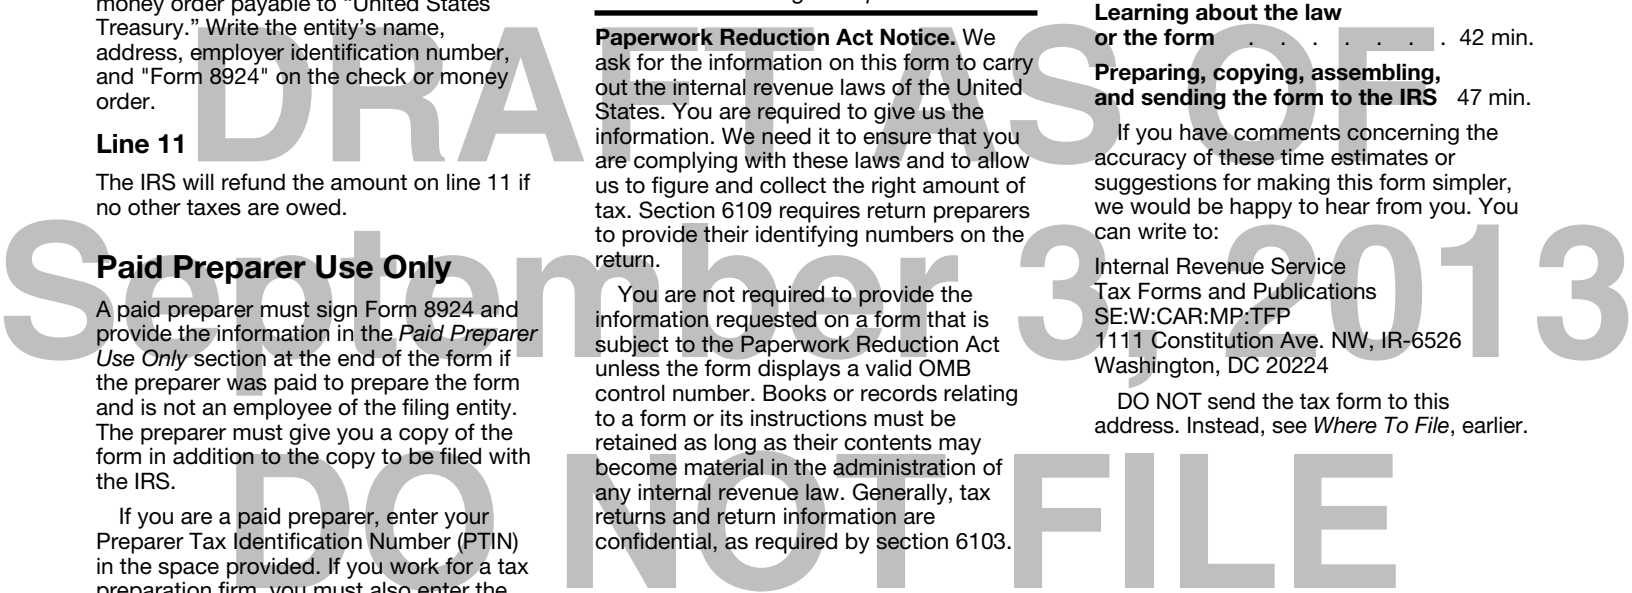 money order payable to “United States
Treasury.” Write the entity’s name,
address, employer identification number,
and "Form 8924" on the check or money
order.
Line 11
The IRS will refund the amount on line 11 if
no other taxes are owed.
Paid Preparer Use Only
A paid preparer must sign Form 8924 and
provide the information in the Paid Preparer
Use Only section at the end of the form if
the preparer was paid to prepare the form
and is not an employee of the filing entity.
The preparer must give you a copy of the
form in addition to the copy to be filed with
the IRS.
If you are a paid preparer, enter your
Preparer Tax Identification Number (PTIN)
in the space provided. If you work for a tax
preparation firm, you must also enter the
Paperwork Reduction Act Notice. We
ask for the information on this form to carry
out the internal revenue laws of the United
States. You are required to give us the
information. We need it to ensure that you
are complying with these laws and to allow
us to figure and collect the right amount of
tax. Section 6109 requires return preparers
to provide their identifying numbers on the
return.
You are not required to provide the
information requested on a form that is
subject to the Paperwork Reduction Act
unless the form displays a valid OMB
control number. Books or records relating
to a form or its instructions must be
retained as long as their contents may
become material in the administration of
any internal revenue law. Generally, tax
returns and return information are
confidential, as required by section 6103.
Learning about the law
or the form . . . . . . . 42 min.
Preparing, copying, assembling,
and sending the form to the IRS 47 min.
If you have comments concerning the
accuracy of these time estimates or
suggestions for making this form simpler,
we would be happy to hear from you. You
can write to:
Internal Revenue Service
Tax Forms and Publications
SE:W:CAR:MP:TFP
1111 Constitution Ave. NW, IR-6526
Washington, DC 20224
DO NOT send the tax form to this
address. Instead, see Where To File, earlier.
DRAFT AS OF
September 3, 2013
DO NOT FILE